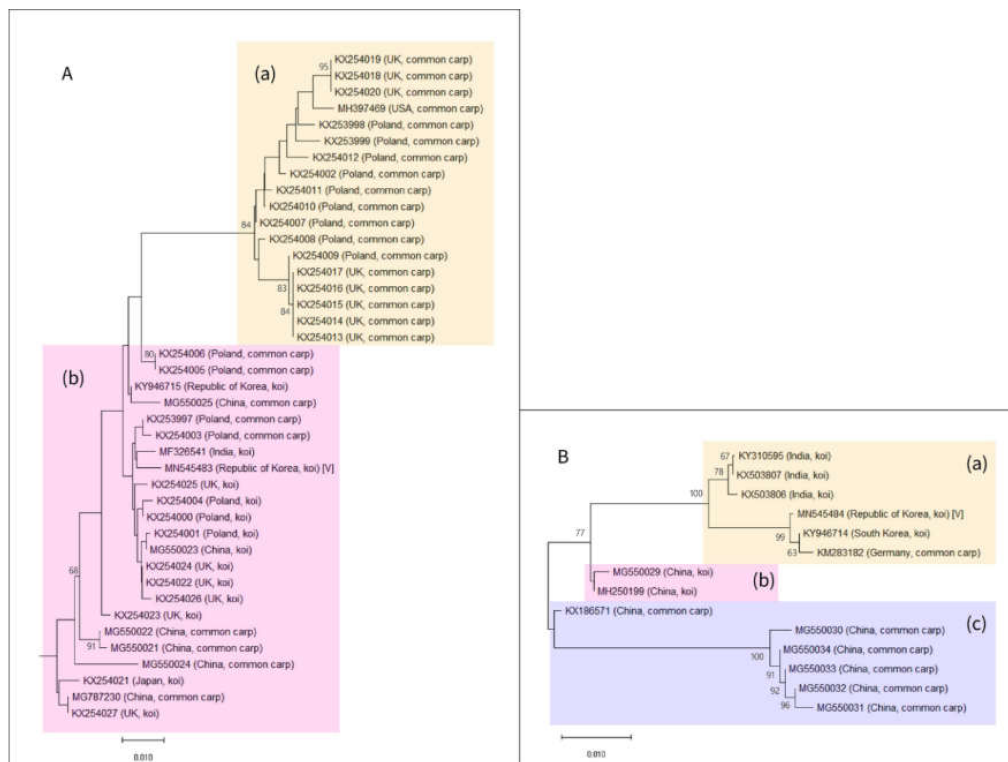 A
(a)
95
KX254019 (UK, common carp)
KX254018 (UK, common carp)
KX254020 (UK, common carp)
MH397469 (USA, common carp)
KX253998 (Poland, common carp)
KX253999 (Poland, common carp)
KX254012 (Poland, common carp)
KX254002 (Poland, common carp)
KX254011 (Poland, common carp)
KX254010 (Poland, common carp)
84
KX254007 (Poland, common carp)
KX254008 (Poland, common carp)
KX254009 (Poland, common carp)
KX254017 (UK, common carp)
83
KX254016 (UK, common carp)
KX254015 (UK, common carp)
84
KX254014 (UK, common carp)
KX254013 (UK, common carp)
(b)
80
KX254006 (Poland, common carp)
KX254005 (Poland, common carp)
KY946715 (Republic of Korea, koi)
MG550025 (China, common carp)
KX253997 (Poland, common carp)
KX254003 (Poland, common carp)
MF326541 (India, koi)
MN545483 (Republic of Korea, koi) [V]
KX254025 (UK, koi)
KX254004 (Poland, koi)
KX254000 (Poland, koi)
KX254001 (Poland, koi)
MG550023 (China, koi)
KX254024 (UK, koi)
KX254022 (UK, koi)
KX254026 (UK, koi)
68
KX254023 (UK, koi)
MG550022 (China, common carp)
91
MG550021 (China, common carp)
MG550024 (China, common carp)
KX254021 (Japan, koi)
MG787230 (China, common carp)
KX254027 (UK, koi)
0.010
B
(a)
67
KY310595 (India, koi)
78
KX503807 (India, koi)
KX503806 (India, koi)
100
MN545484 (Republic of Korea, koi) [V]
KY946714 (South Korea, koi)
99
63
KM283182 (Germany, common carp)
77
(b)
MG550029 (China, koi)
MH250199 (China, koi)
(c)
KX186571 (China, common carp)
MG550030 (China, common carp)
100
MG550034 (China, common carp)
91
MG550033 (China, common carp)
92
MG550032 (China, common carp)
96
MG550031 (China, common carp)
0.010